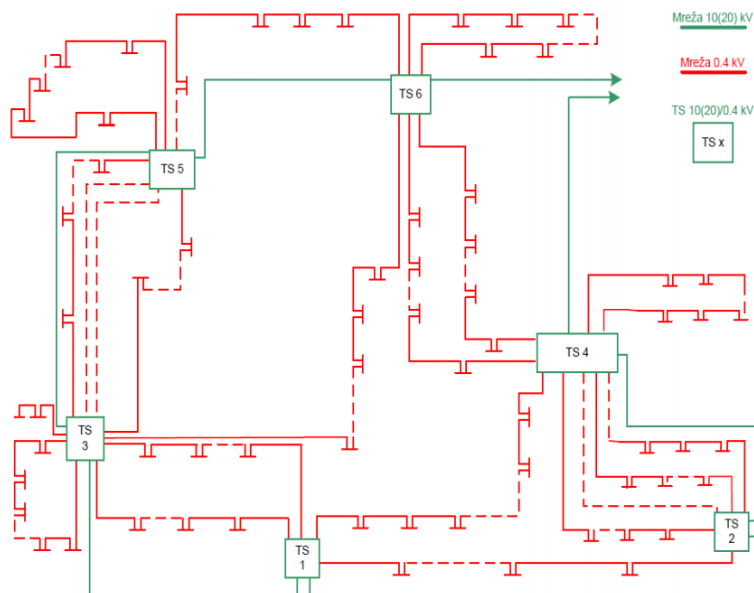 Mreža 10(20) kV
TS 6
Mreža 0.4 kV
TS 10(20)/0.4 kV
TS x
TS 5
TS 4
TS
3
TS
2
TS
1